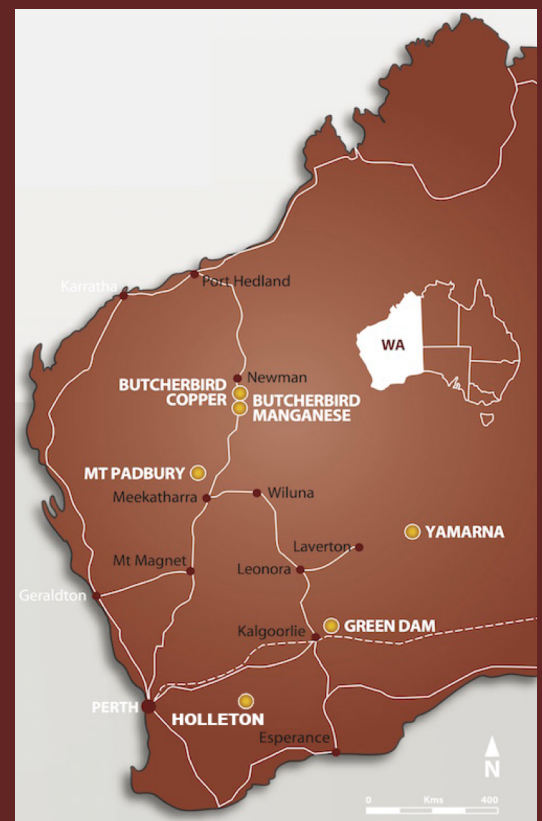 Karratha
Port Hedland
WA
Newman
BUTCHERBIRD
COPPER
BUTCHERBIRD
MANGANESE
MT PADBURY
Meekatharra
Wiluna
YAMARNA
Laverton
Mt Magnet
Leonora
Geraldton
GREEN DAM
Kalgoorlie
PERTH
HOLLETON
Esperance
N
0 Kms 400